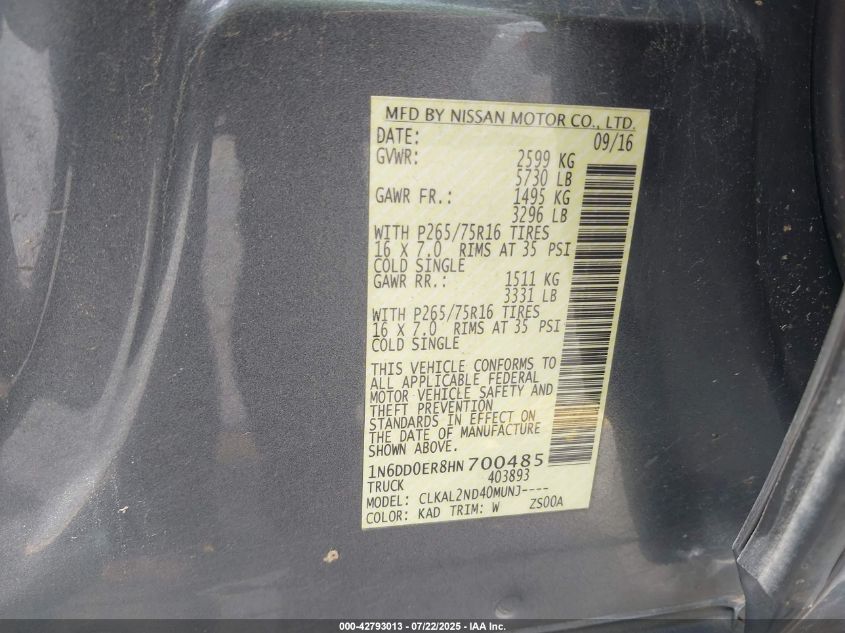 MFD BY NISSAN MOTOR CO., LTD.
DATE: 09/16
GVWR: 2599 KG
5730 LB
GAWR FR.: 1495 KG
3296 LB
WITH P265/75R16 TIRES
16 X 7.0 RIMS AT 35 PSI
COLD SINGLE
GAWR RR.: 1511 KG
3331 LB
WITH P265/75R16 TIRES
16 X 7.0 RIMS AT 35 PSI
COLD SINGLE
THIS VEHICLE CONFORMS TO
ALL APPLICABLE FEDERAL
MOTOR VEHICLE SAFETY AND
THEFT PREVENTION
STANDARDS IN EFFECT ON
THE DATE OF MANUFACTURE
SHOWN ABOVE.
1N6DD0ER8HN700485
TRUCK 403893
MODEL: CLKAL2ND40MUNJ----
COLOR: KAD TRIM: W ZS00A
000-42793013 - 07/22/2025 - IAA Inc.